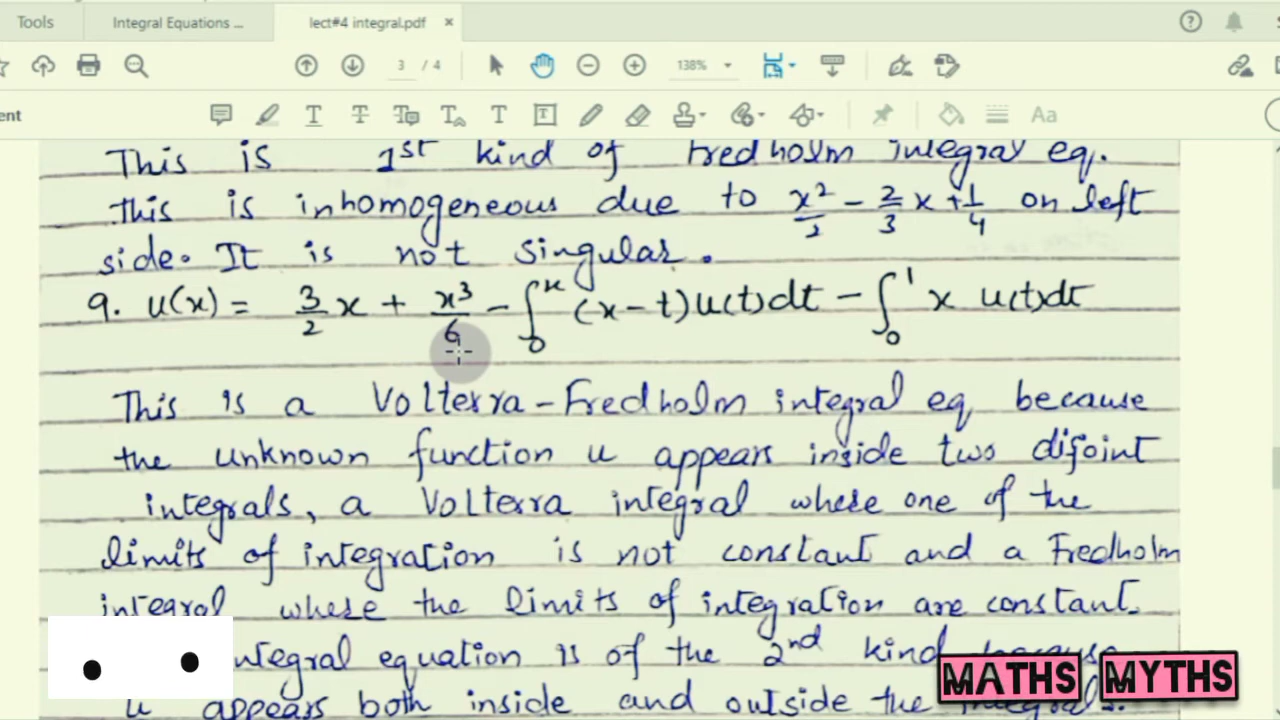 Tools Integral Equations ... lect#4 integral.pdf ×
3 / 4 138%
ent Aa
This is 1st kind of Fredholm integral eq.
This is inhomogeneous due to x²/2 - 2/3 x + 1/4 on left
side. It is not singular.
9. u(x) = 3/2 x + x³/6 - ∫₀ˣ (x-t)u(t)dt - ∫₀¹ x u(t)dt
This is a Volterra-Fredholm integral eq because
the unknown function u appears inside two disjoint
integrals, a Volterra integral where one of the
limits of integration is not constant and a Fredholm
integral where the limits of integration are constant.
ntegral equation is of the 2nd kind because
u appears both inside and outside the integrals.
MATHS MYTHS